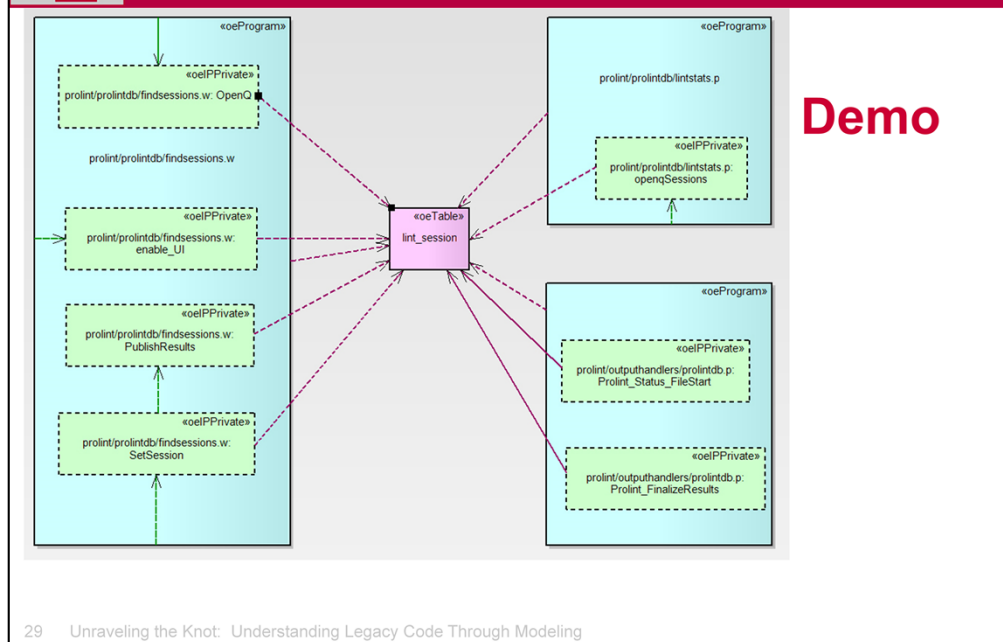 «oeProgram»
«oeIPPrivate»
prolint/prolintdb/findsessions.w: OpenQ
prolint/prolintdb/findsessions.w
«oeIPPrivate»
prolint/prolintdb/findsessions.w:
enable_UI
«oeIPPrivate»
prolint/prolintdb/findsessions.w:
PublishResults
«oeIPPrivate»
prolint/prolintdb/findsessions.w:
SetSession
«oeTable»
lint_session
«oeProgram»
prolint/prolintdb/lintstats.p
«oeIPPrivate»
prolint/prolintdb/lintstats.p:
openqSessions
«oeProgram»
«oeIPPrivate»
prolint/outputhandlers/prolintdb.p:
Prolint_Status_FileStart
«oeIPPrivate»
prolint/outputhandlers/prolintdb.p:
Prolint_FinalizeResults
Demo
29 Unraveling the Knot: Understanding Legacy Code Through Modeling